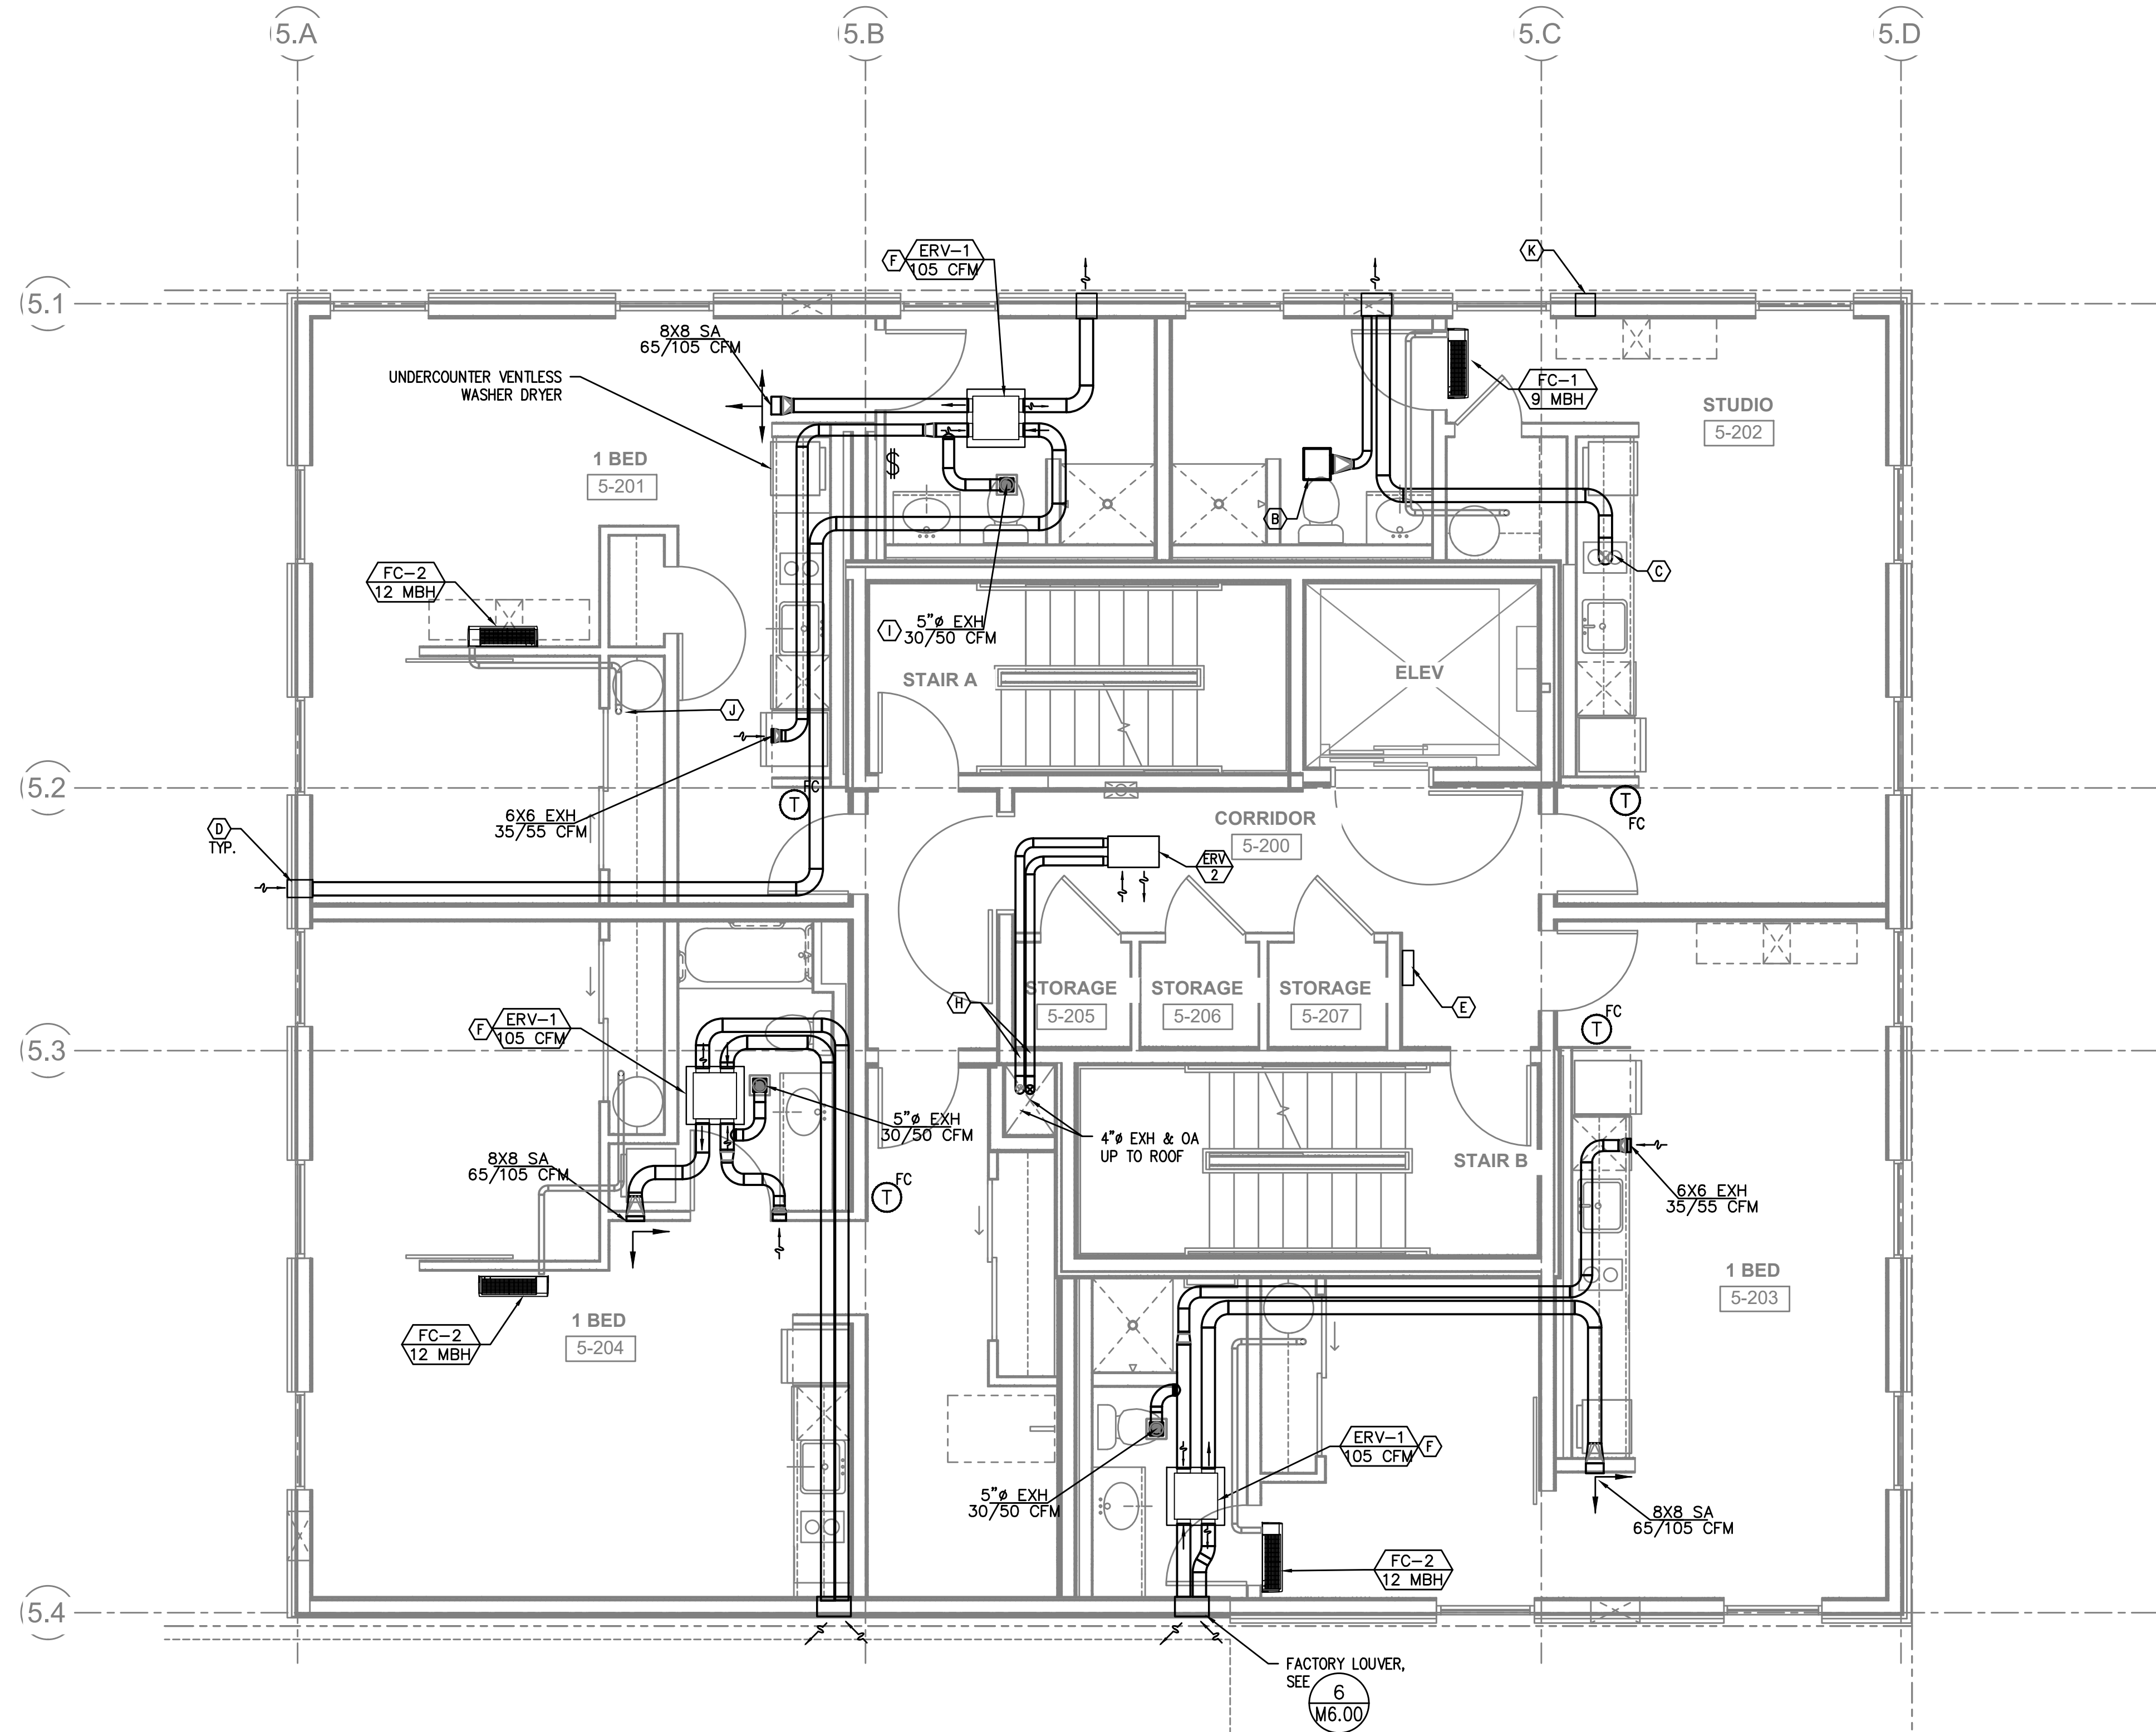 5.A
5.B
5.C
5.D
5.1
5.2
5.3
5.4
F
ERV-1
105 CFM
K
8X8 SA
65/105 CFM
UNDERCOUNTER VENTLESS
WASHER DRYER
FC-1
9 MBH
STUDIO
5-202
1 BED
5-201
$
B
C
FC-2
12 MBH
I
5"ø EXH
30/50 CFM
STAIR A
ELEV
J
6X6 EXH
35/55 CFM
T
FC
T
FC
D
TYP.
CORRIDOR
5-200
ERV
2
H
STORAGE
5-205
STORAGE
5-206
STORAGE
5-207
E
F
ERV-1
105 CFM
T
FC
5"ø EXH
30/50 CFM
4"ø EXH & OA
UP TO ROOF
STAIR B
8X8 SA
65/105 CFM
T
FC
6X6 EXH
35/55 CFM
1 BED
5-203
1 BED
5-204
FC-2
12 MBH
ERV-1
105 CFM
F
5"ø EXH
30/50 CFM
8X8 SA
65/105 CFM
FC-2
12 MBH
FACTORY LOUVER,
SEE
6
M6.00